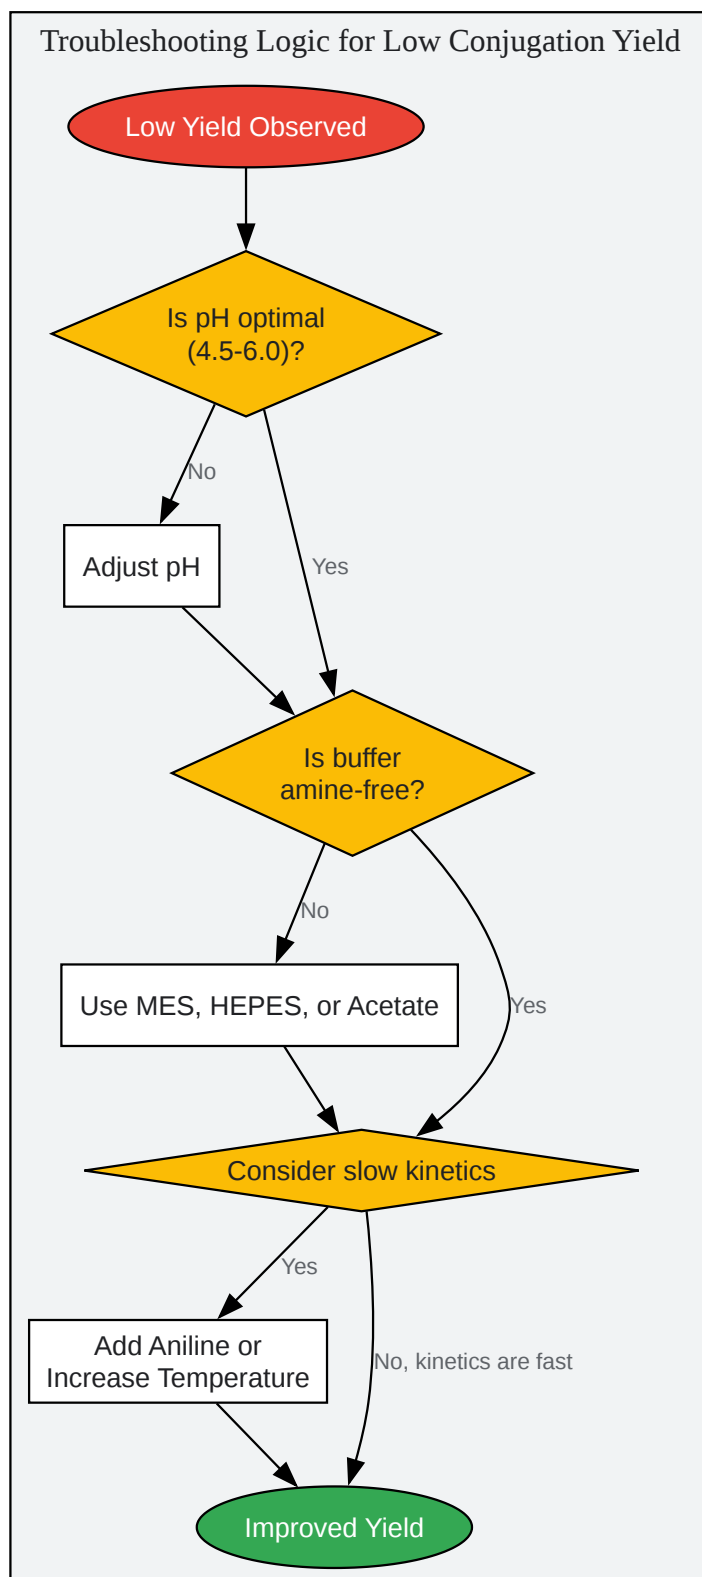 Troubleshooting Logic for Low Conjugation Yield
Low Yield Observed
Is pH optimal
(4.5-6.0)?
No
Yes
Adjust pH
Is buffer
amine-free?
No
Yes
Use MES, HEPES, or Acetate
Consider slow kinetics
Yes
No, kinetics are fast
Add Aniline or
Increase Temperature
Improved Yield